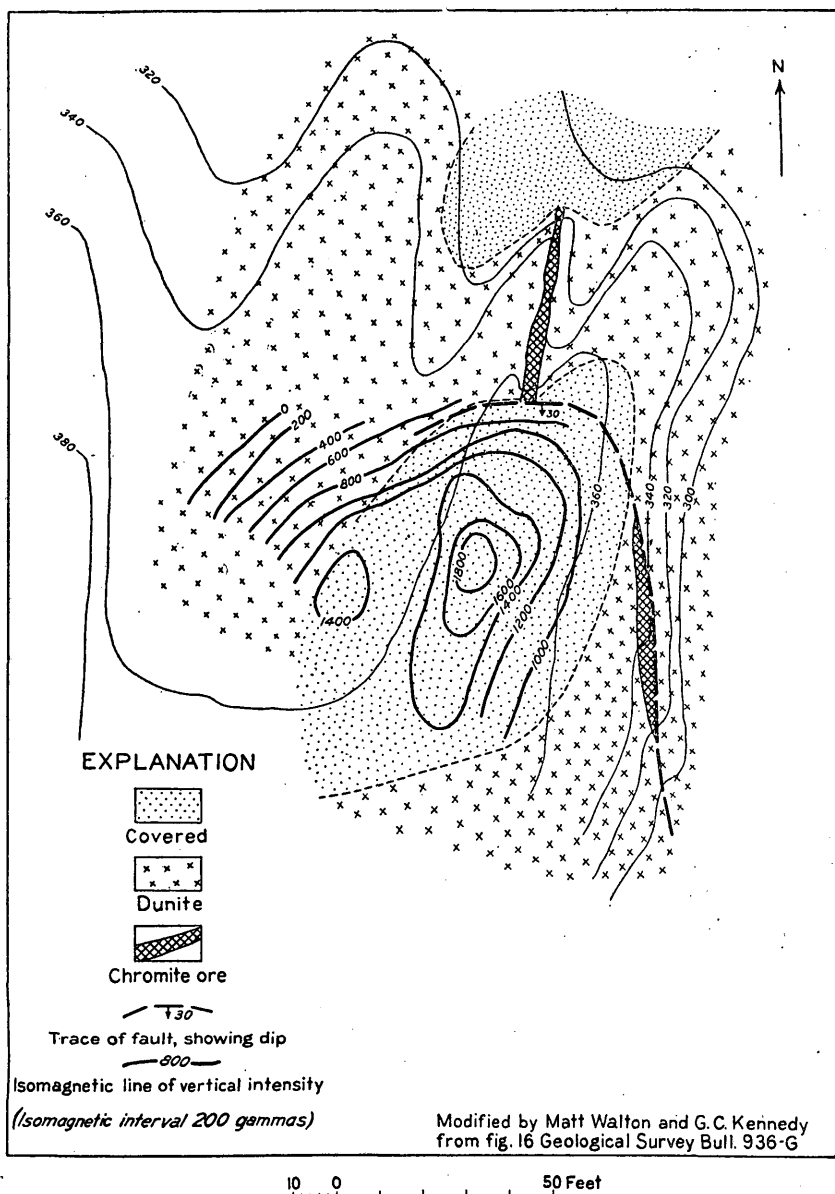 N
320
340
360
380
0
200
400
600
800
30
360
340
320
300
1800
1600
1400
1200
1000
1400
EXPLANATION
Covered
Dunite
Chromite ore
30
Trace of fault, showing dip
800
Isomagnetic line of vertical intensity
(Isomagnetic interval 200 gammas)
Modified by Matt Walton and G.C. Kennedy
from fig. 16 Geological Survey Bull. 936-G
10 0 50 Feet